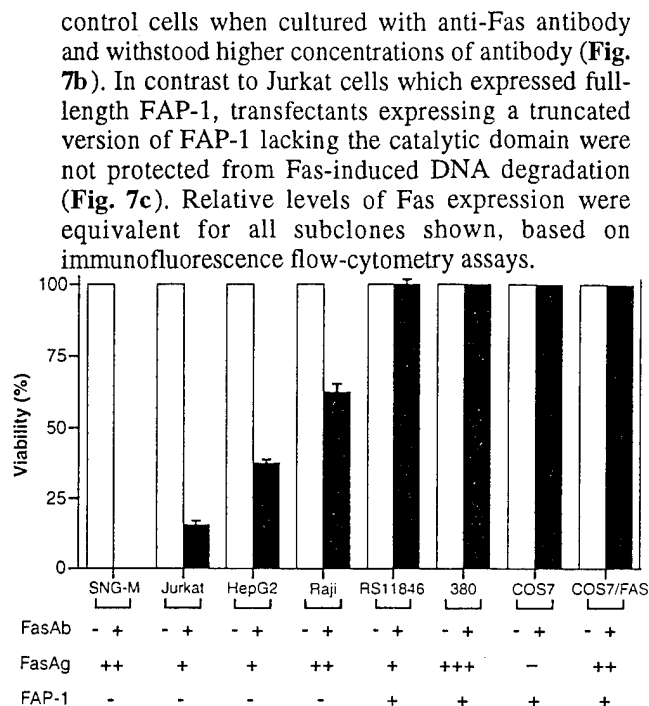 control cells when cultured with anti-Fas antibody
and withstood higher concentrations of antibody (Fig.
7b). In contrast to Jurkat cells which expressed full-
length FAP-1, transfectants expressing a truncated
version of FAP-1 lacking the catalytic domain were
not protected from Fas-induced DNA degradation
(Fig. 7c). Relative levels of Fas expression were
equivalent for all subclones shown, based on
immunofluorescence flow-cytometry assays.
100
75
50
25
0
Viability (%)
SNG-M Jurkat HepG2 Raji RS11846 380 COS7 COS7/FAS
FasAb - + - + - + - + - + - + - + - +
FasAg ++ + + ++ + +++ − ++
FAP-1 - - - - + + + +